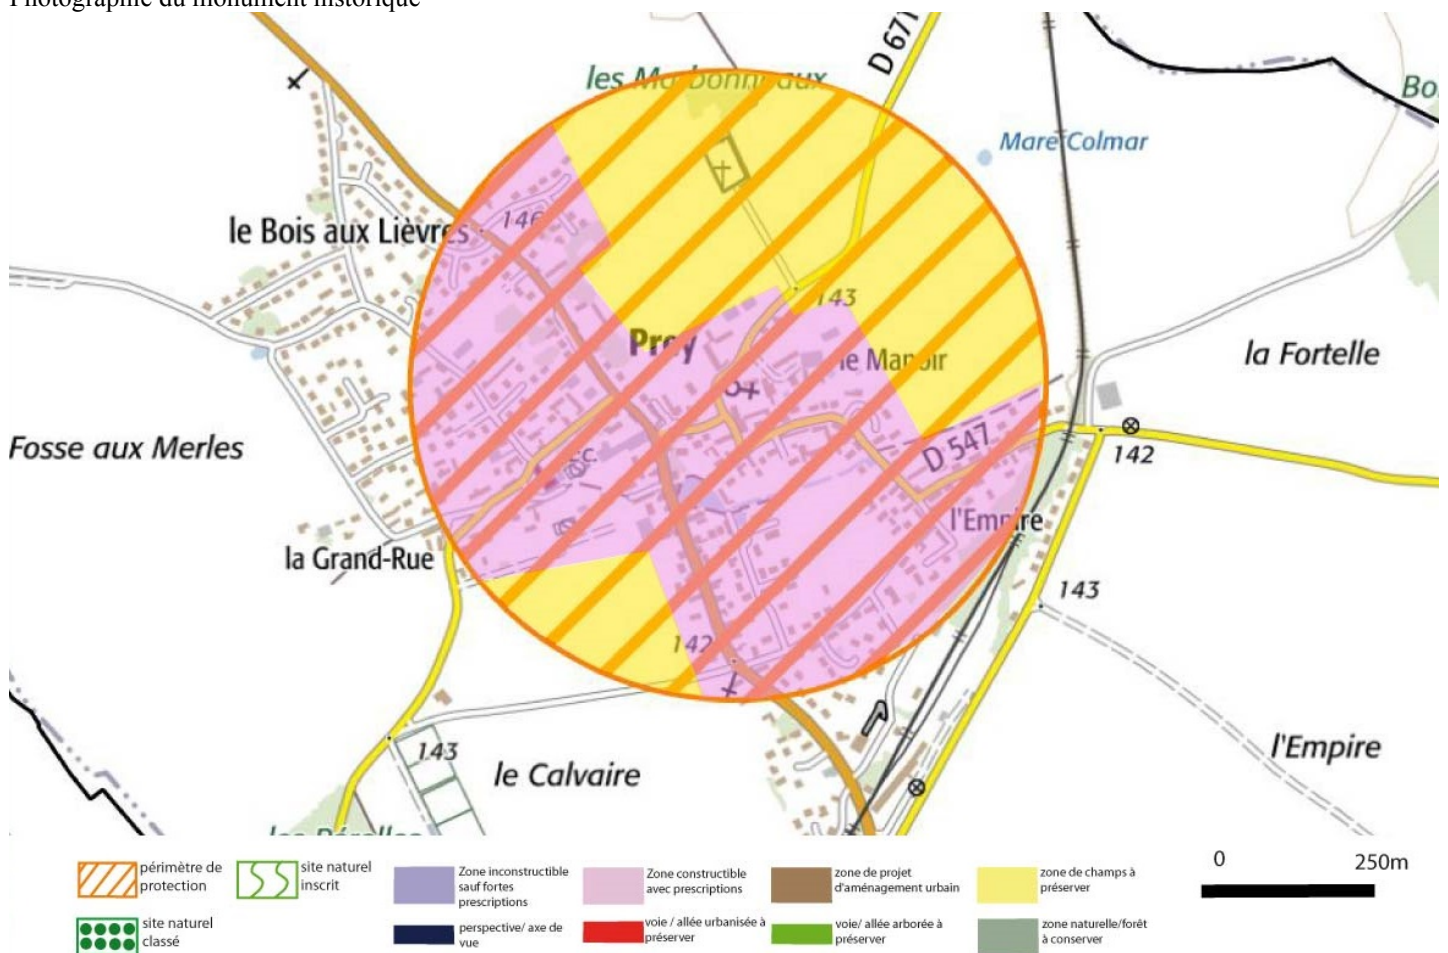 Photographie du monument historique
D 671
les Marbonneaux
Bo
Mare Colmar
146
le Bois aux Lièvres
143
Prey
le Manoir
la Fortelle
Fosse aux Merles
D 547
142
l'Empire
la Grand-Rue
143
142
l'Empire
143
le Calvaire
périmètre de
protection
site naturel
inscrit
site naturel
classé
Zone inconstructible
sauf fortes
prescriptions
perspective/ axe de
vue
Zone constructible
avec prescriptions
voie / allée urbanisée à
préserver
zone de projet
d'aménagement urbain
voie/ allée arborée à
préserver
zone de champs à
préserver
zone naturelle/forêt
à conserver
0
250m